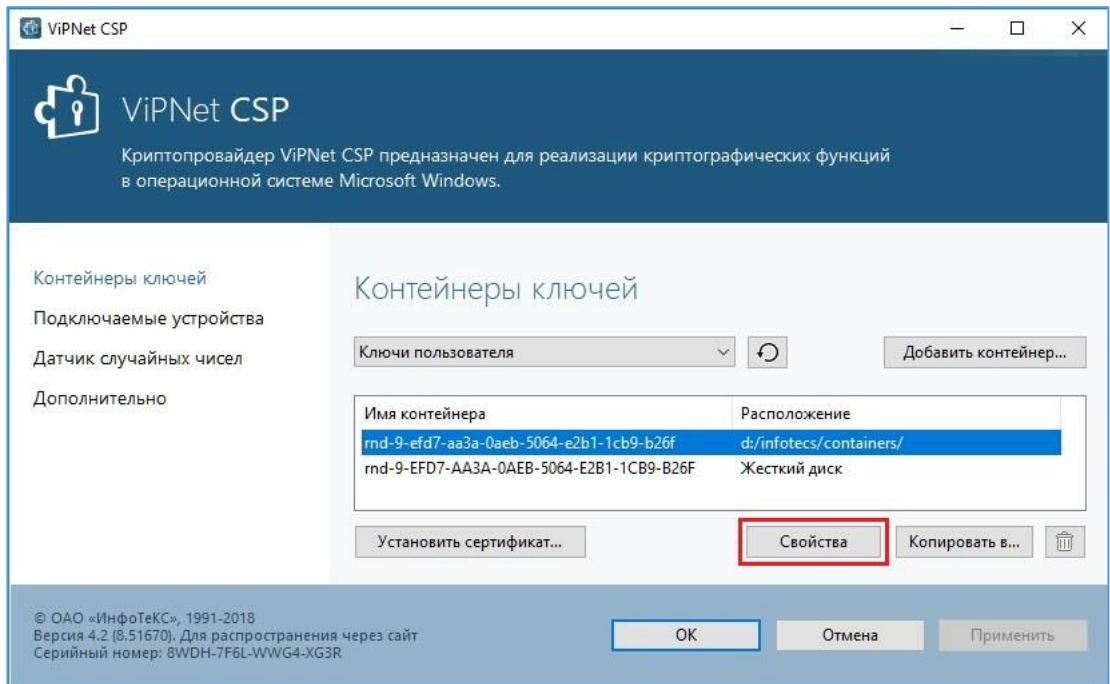 ViPNet CSP
ViPNet CSP
Криптопровайдер ViPNet CSP предназначен для реализации криптографических функций
в операционной системе Microsoft Windows.
Контейнеры ключей
Подключаемые устройства
Датчик случайных чисел
Дополнительно
Контейнеры ключей
Ключи пользователя
Добавить контейнер...
Имя контейнера Расположение
rnd-9-efd7-aa3a-0aeb-5064-e2b1-1cb9-b26f d:/infotecs/containers/
rnd-9-EFD7-AA3A-0AEB-5064-E2B1-1CB9-B26F Жесткий диск
Установить сертификат... Свойства Копировать в...
© ОАО «ИнфоТеКС», 1991-2018
Версия 4.2 (8.51670). Для распространения через сайт
Серийный номер: 8WDH-7F6L-WWG4-XG3R
OK Отмена Применить